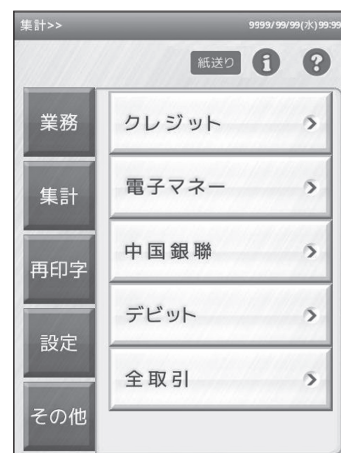 集計>>
9999/99/99(水)99:99
紙送り
i
?
業務
集計
再印字
設定
その他
クレジット
電子マネー
中国銀聯
デビット
全取引